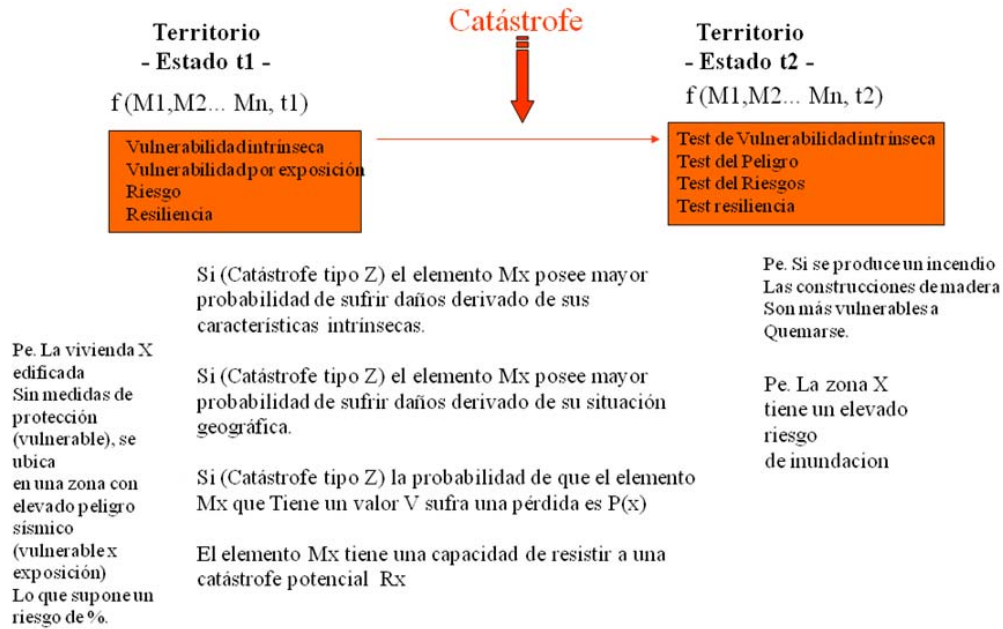 Catástrofe
Territorio
- Estado t1 -
f (M1,M2... Mn, t1)
Vulnerabilidad intrínseca
Vulnerabilidad por exposición
Riesgo
Resiliencia
Territorio
- Estado t2 -
f (M1,M2... Mn, t2)
Test de Vulnerabilidad intrínseca
Test del Peligro
Test del Riesgos
Test resiliencia
Si (Catástrofe tipo Z) el elemento Mx posee mayor
probabilidad de sufrir daños derivado de sus
características intrínsecas.
Si (Catástrofe tipo Z) el elemento Mx posee mayor
probabilidad de sufrir daños derivado de su situación
geográfica.
Si (Catástrofe tipo Z) la probabilidad de que el elemento
Mx que Tiene un valor V sufra una pérdida es P(x)
El elemento Mx tiene una capacidad de resistir a una
catástrofe potencial Rx
Pe. La vivienda X
edificada
Sin medidas de
protección
(vulnerable), se
ubica
en una zona con
elevado peligro
sísmico
(vulnerable x
exposición)
Lo que supone un
riesgo de %.
Pe. Si se produce un incendio
Las construcciones de madera
Son más vulnerables a
Quemarse.
Pe. La zona X
tiene un elevado
riesgo
de inundacion